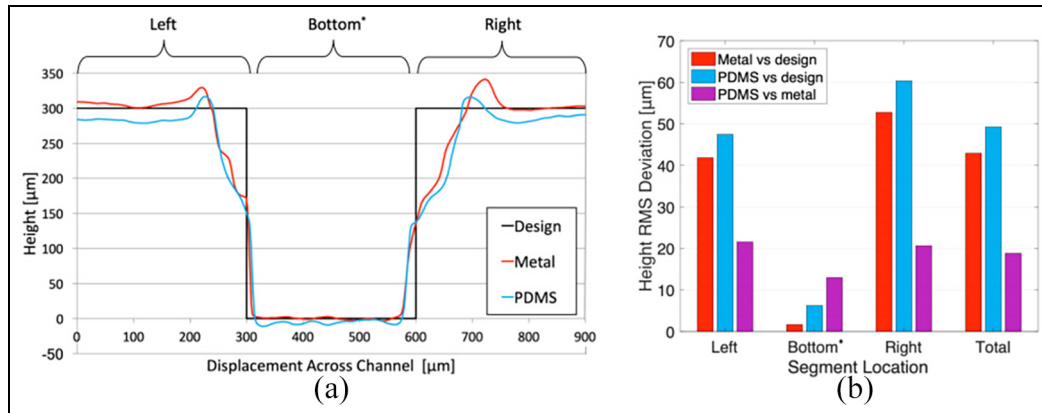 Left Bottom* Right
350
300
250
200
150
100
50
0
-50
Height [µm]
Design
Metal
PDMS
0 100 200 300 400 500 600 700 800 900
Displacement Across Channel [µm]
(a)
70
60
50
40
30
20
10
0
Height RMS Deviation [µm]
Metal vs design
PDMS vs design
PDMS vs metal
Left Bottom* Right Total
Segment Location
(b)